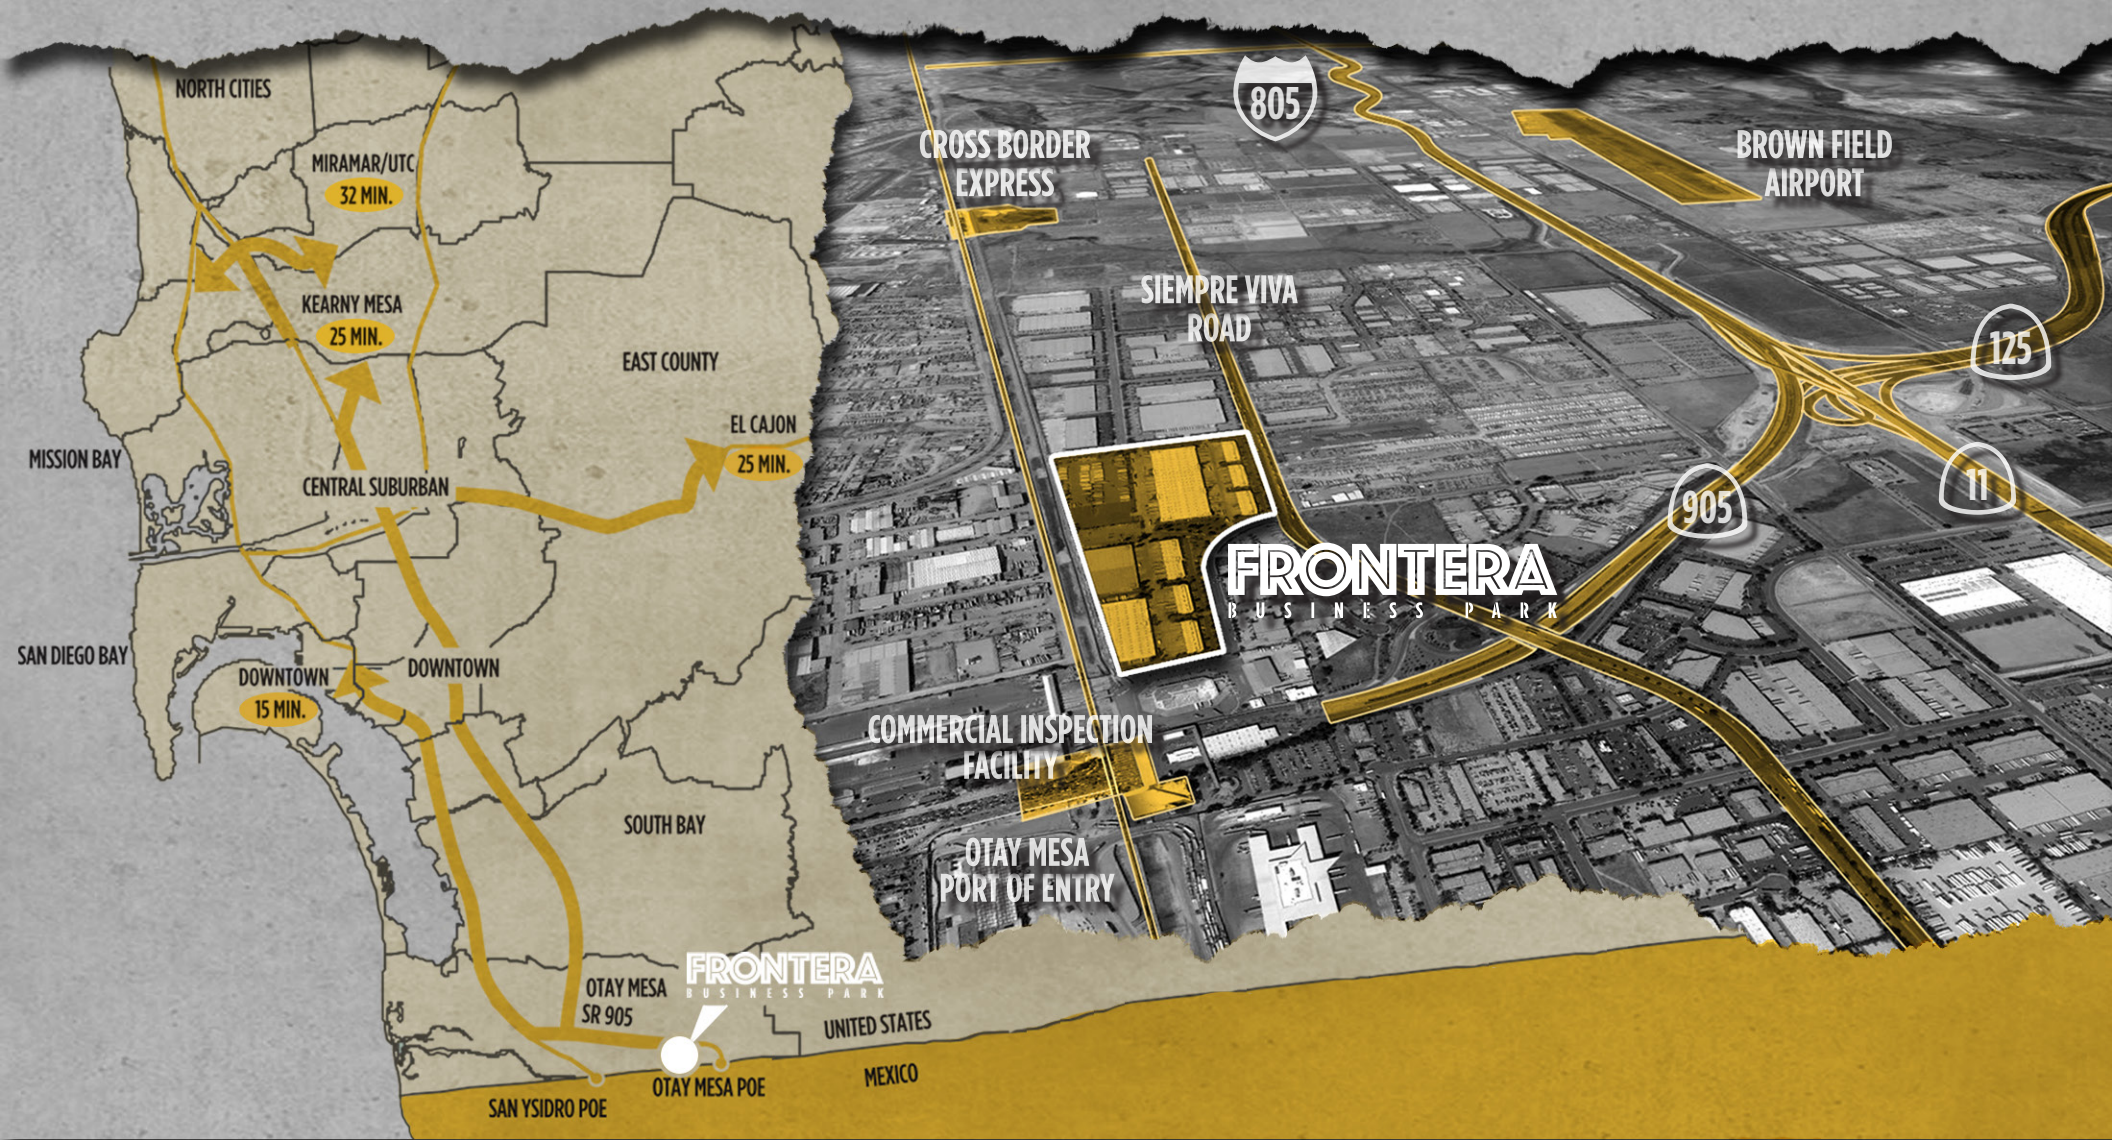 NORTH CITIES
MIRAMAR/UTC
32 MIN.
KEARNY MESA
25 MIN.
EAST COUNTY
EL CAJON
25 MIN.
MISSION BAY
CENTRAL SUBURBAN
SAN DIEGO BAY
DOWNTOWN
15 MIN.
DOWNTOWN
SOUTH BAY
OTAY MESA
SR 905
FRONTERA
BUSINESS PARK
UNITED STATES
MEXICO
OTAY MESA POE
SAN YSIDRO POE
805
CROSS BORDER
EXPRESS
BROWN FIELD
AIRPORT
SIEMPRE VIVA
ROAD
125
11
905
FRONTERA
BUSINESS PARK
COMMERCIAL INSPECTION
FACILITY
OTAY MESA
PORT OF ENTRY